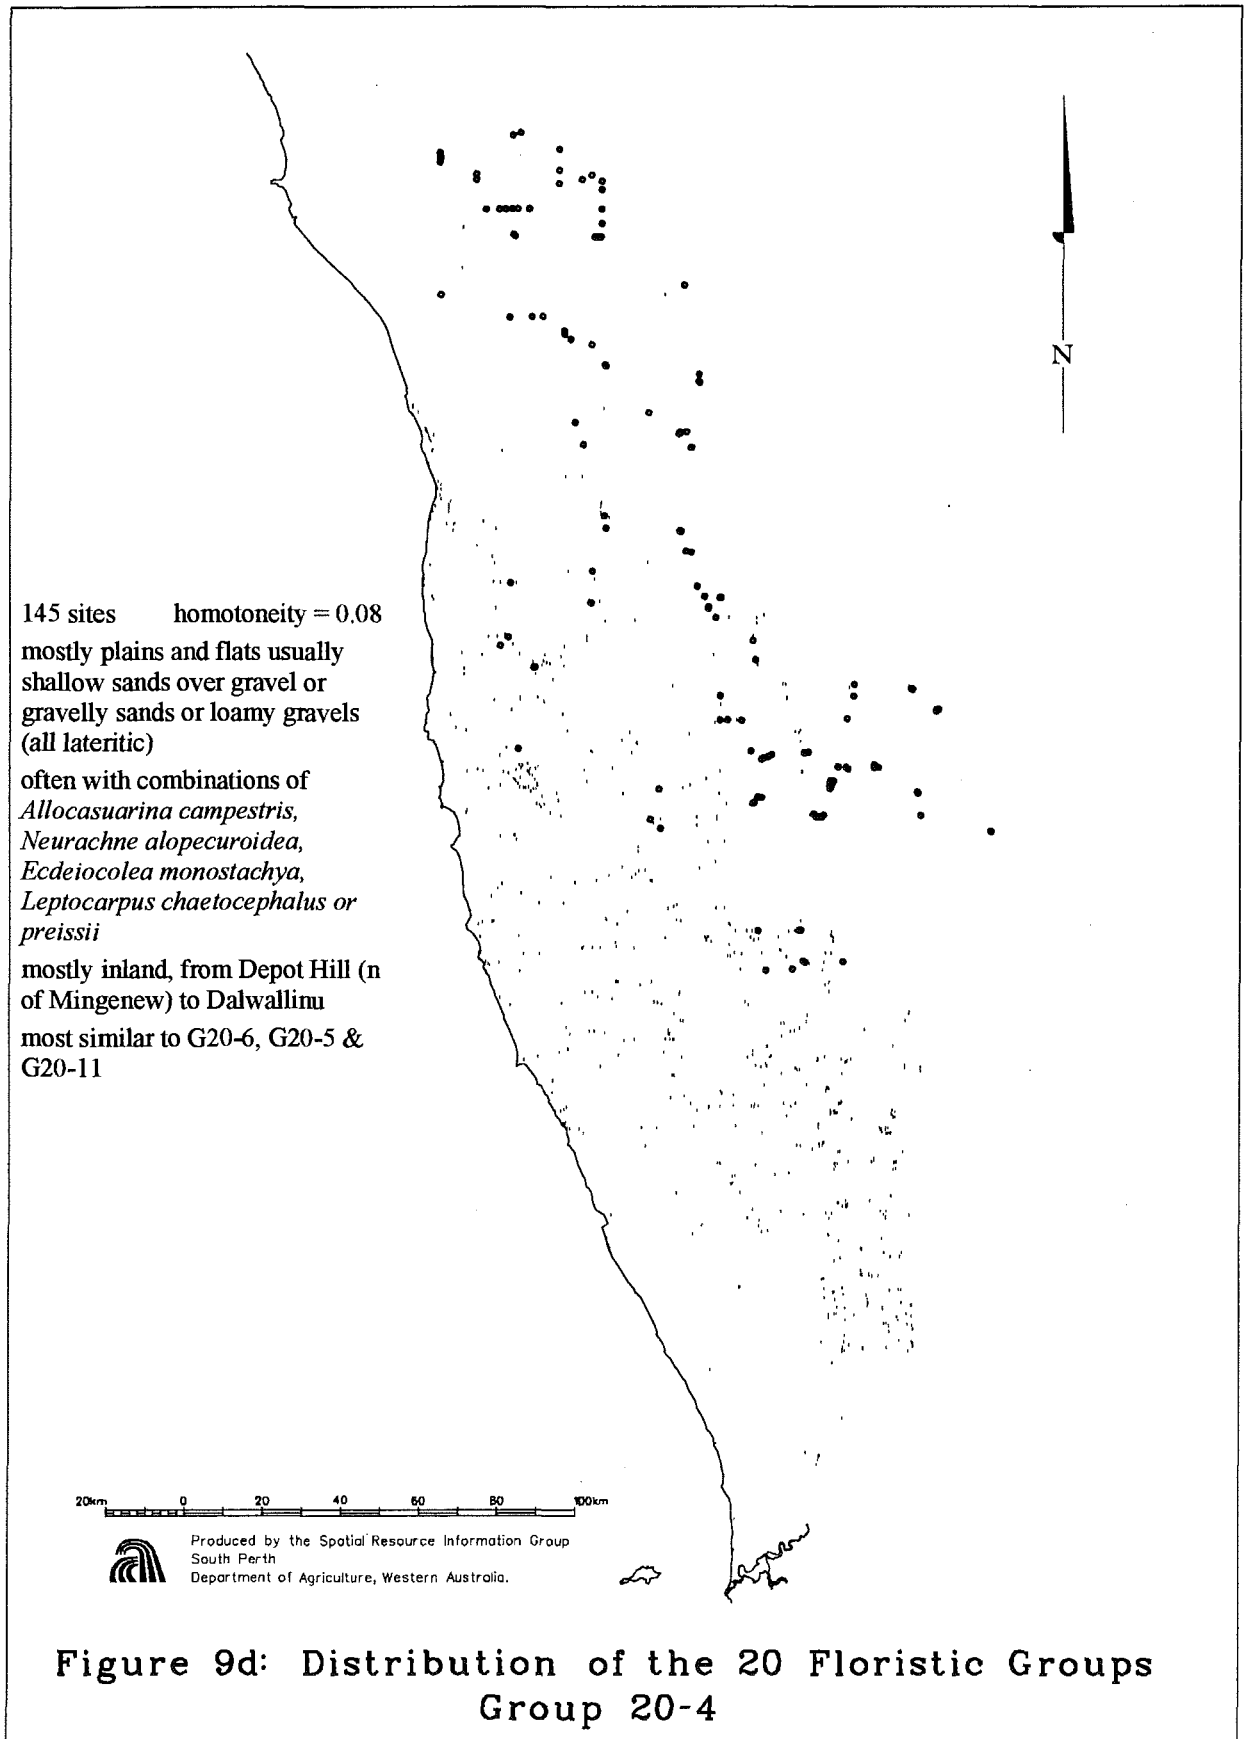 N
145 sites homotoneity = 0.08
mostly plains and flats usually
shallow sands over gravel or
gravelly sands or loamy gravels
(all lateritic)
often with combinations of
Allocasuarina campestris,
Neurachne alopecuroidea,
Ecdeiocolea monostachya,
Leptocarpus chaetocephalus or
preissii
mostly inland, from Depot Hill (n
of Mingenew) to Dalwallinu
most similar to G20-6, G20-5 &
G20-11
20km 0 20 40 60 80 100km
Produced by the Spatial Resource Information Group
South Perth
Department of Agriculture, Western Australia.
Figure 9d: Distribution of the 20 Floristic Groups
Group 20-4